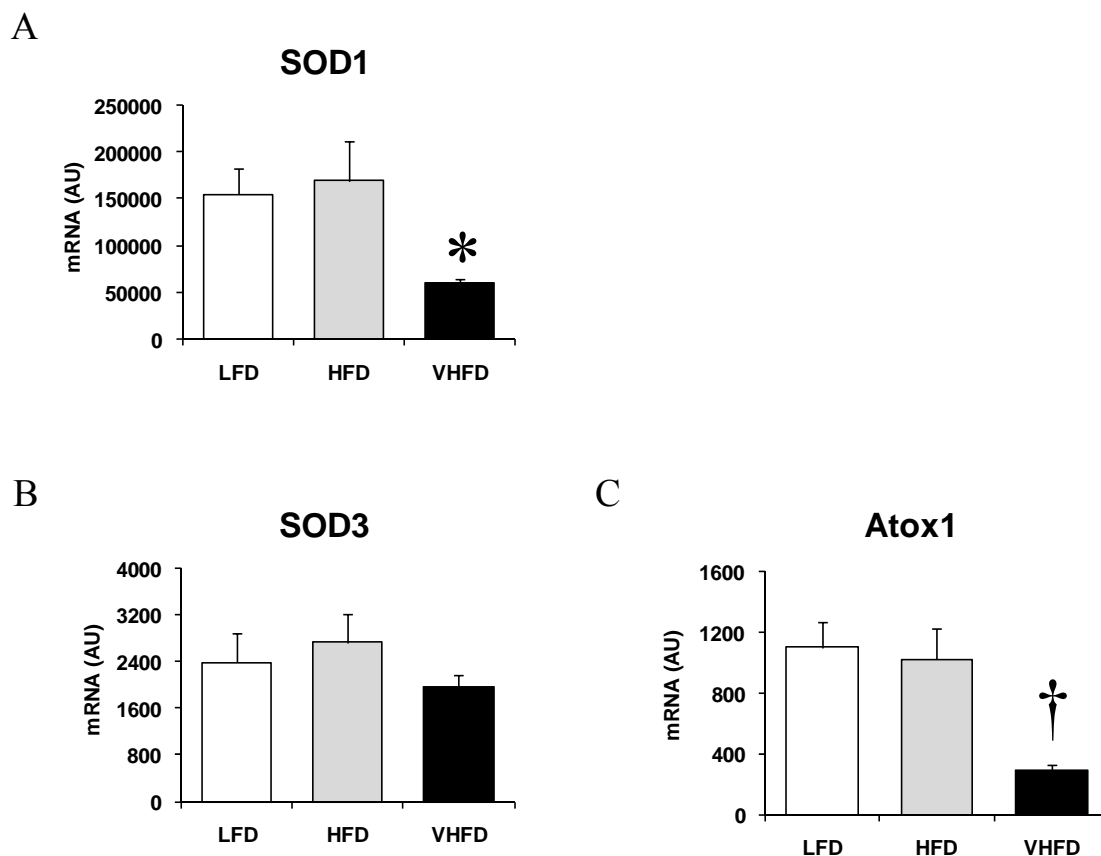 A
SOD1
mRNA (AU)
250000
200000
150000
100000
50000
0
*
LFD HFD VHFD
B
SOD3
mRNA (AU)
4000
3200
2400
1600
800
0
LFD HFD VHFD
C
Atox1
mRNA (AU)
1600
1200
800
400
0
†
LFD HFD VHFD